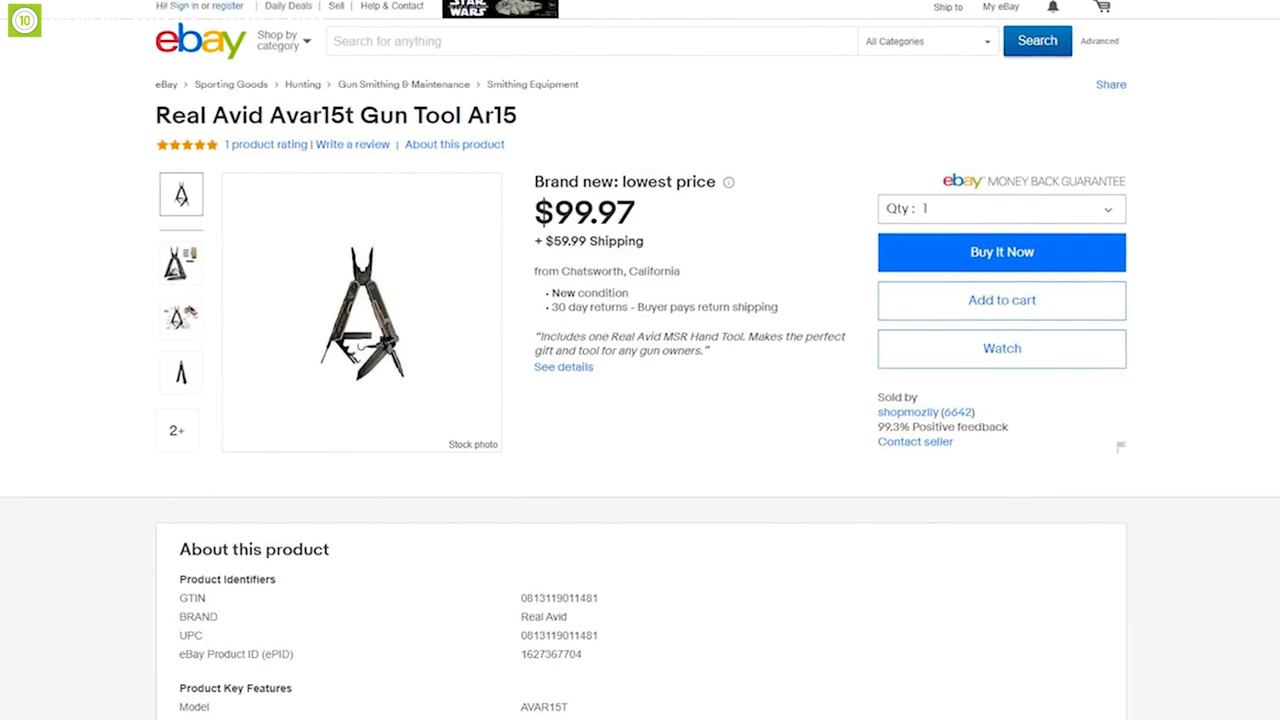 Hi! Sign in or register | Daily Deals | Sell | Help & Contact
STAR WARS
Ship to My eBay
10
ebay
Shop by category
Search for anything
All Categories
Search
Advanced
eBay > Sporting Goods > Hunting > Gun Smithing & Maintenance > Smithing Equipment
Share
Real Avid Avar15t Gun Tool Ar15
1 product rating | Write a review | About this product
Brand new: lowest price
$99.97
+ $59.99 Shipping
from Chatsworth, California
• New condition
• 30 day returns - Buyer pays return shipping
"Includes one Real Avid MSR Hand Tool. Makes the perfect
gift and tool for any gun owners."
See details
2+
Stock photo
ebay MONEY BACK GUARANTEE
Qty : 1
Buy It Now
Add to cart
Watch
Sold by
shopmozily (6642)
99.3% Positive feedback
Contact seller
About this product
Product Identifiers
GTIN 0813119011481
BRAND Real Avid
UPC 0813119011481
eBay Product ID (ePID) 1627367704
Product Key Features
Model AVAR15T